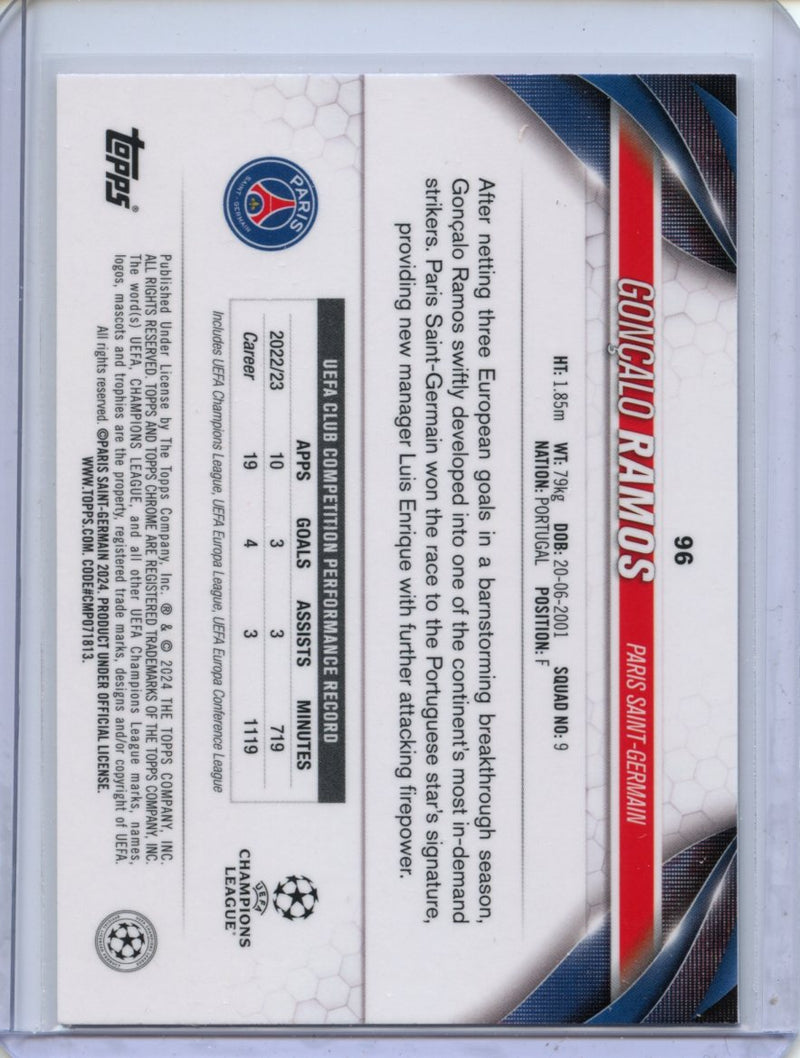 96
GONÇALO RAMOS PARIS SAINT-GERMAIN
HT: 1.85m WT: 79kg DOB: 20-06-2001 SQUAD NO: 9
NATION: PORTUGAL POSITION: F
After netting three European goals in a barnstorming breakthrough season,
Gonçalo Ramos swiftly developed into one of the continent's most in-demand
strikers. Paris Saint-Germain won the race to the Portuguese star's signature,
providing new manager Luis Enrique with further attacking firepower.
PARIS
SAINT-GERMAIN
UEFA CLUB COMPETITION PERFORMANCE RECORD
APPS GOALS ASSISTS MINUTES
2022/23 10 3 3 719
Career 19 4 3 1119
Includes UEFA Champions League, UEFA Europa League, UEFA Europa Conference League
UEFA
CHAMPIONS
LEAGUE®
topps®
Published Under License by The Topps Company, Inc. ® & © 2024 THE TOPPS COMPANY, INC.
ALL RIGHTS RESERVED. TOPPS AND TOPPS CHROME ARE REGISTERED TRADEMARKS OF THE TOPPS COMPANY, INC.
The word(s) UEFA, CHAMPIONS LEAGUE, and all other UEFA Champions League marks, names,
logos, mascots and trophies are the property, registered trade marks, designs and/or copyright of UEFA.
All rights reserved. ©PARIS SAINT-GERMAIN 2024. PRODUCT UNDER OFFICIAL LICENSE.
WWW.TOPPS.COM. CODE#CMP071813.